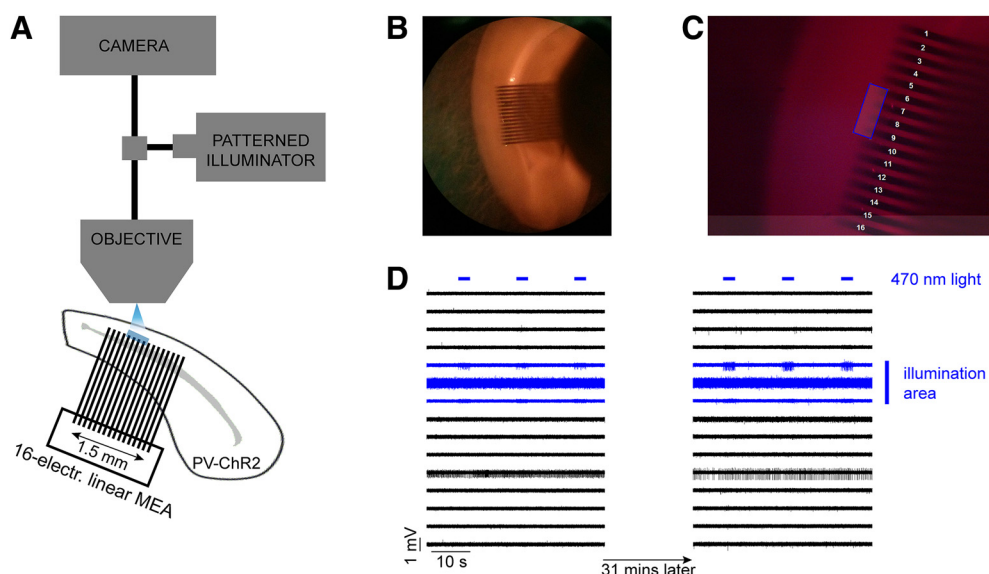 A
CAMERA
PATTERNED
ILLUMINATOR
OBJECTIVE
1.5 mm
16-electr. linear MEA
PV-ChR2
B
C
1
2
3
4
5
6
7
8
9
10
11
12
13
14
15
16
D
470 nm light
illumination
area
1 mV
10 s
31 mins later